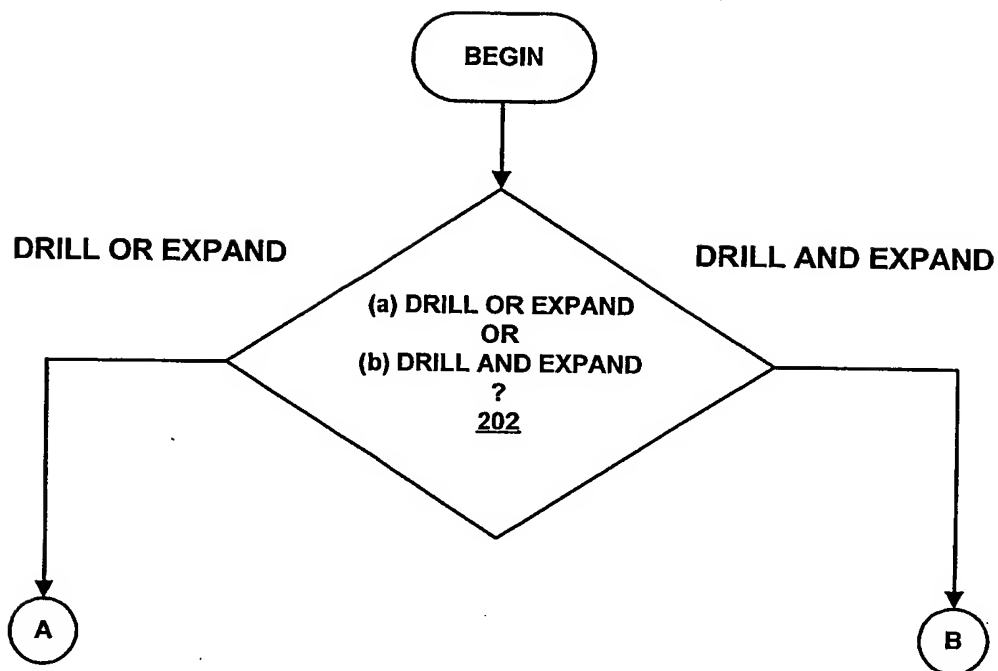 BEGIN
DRILL OR EXPAND
DRILL AND EXPAND
(a) DRILL OR EXPAND
OR
(b) DRILL AND EXPAND
?
202
A
B